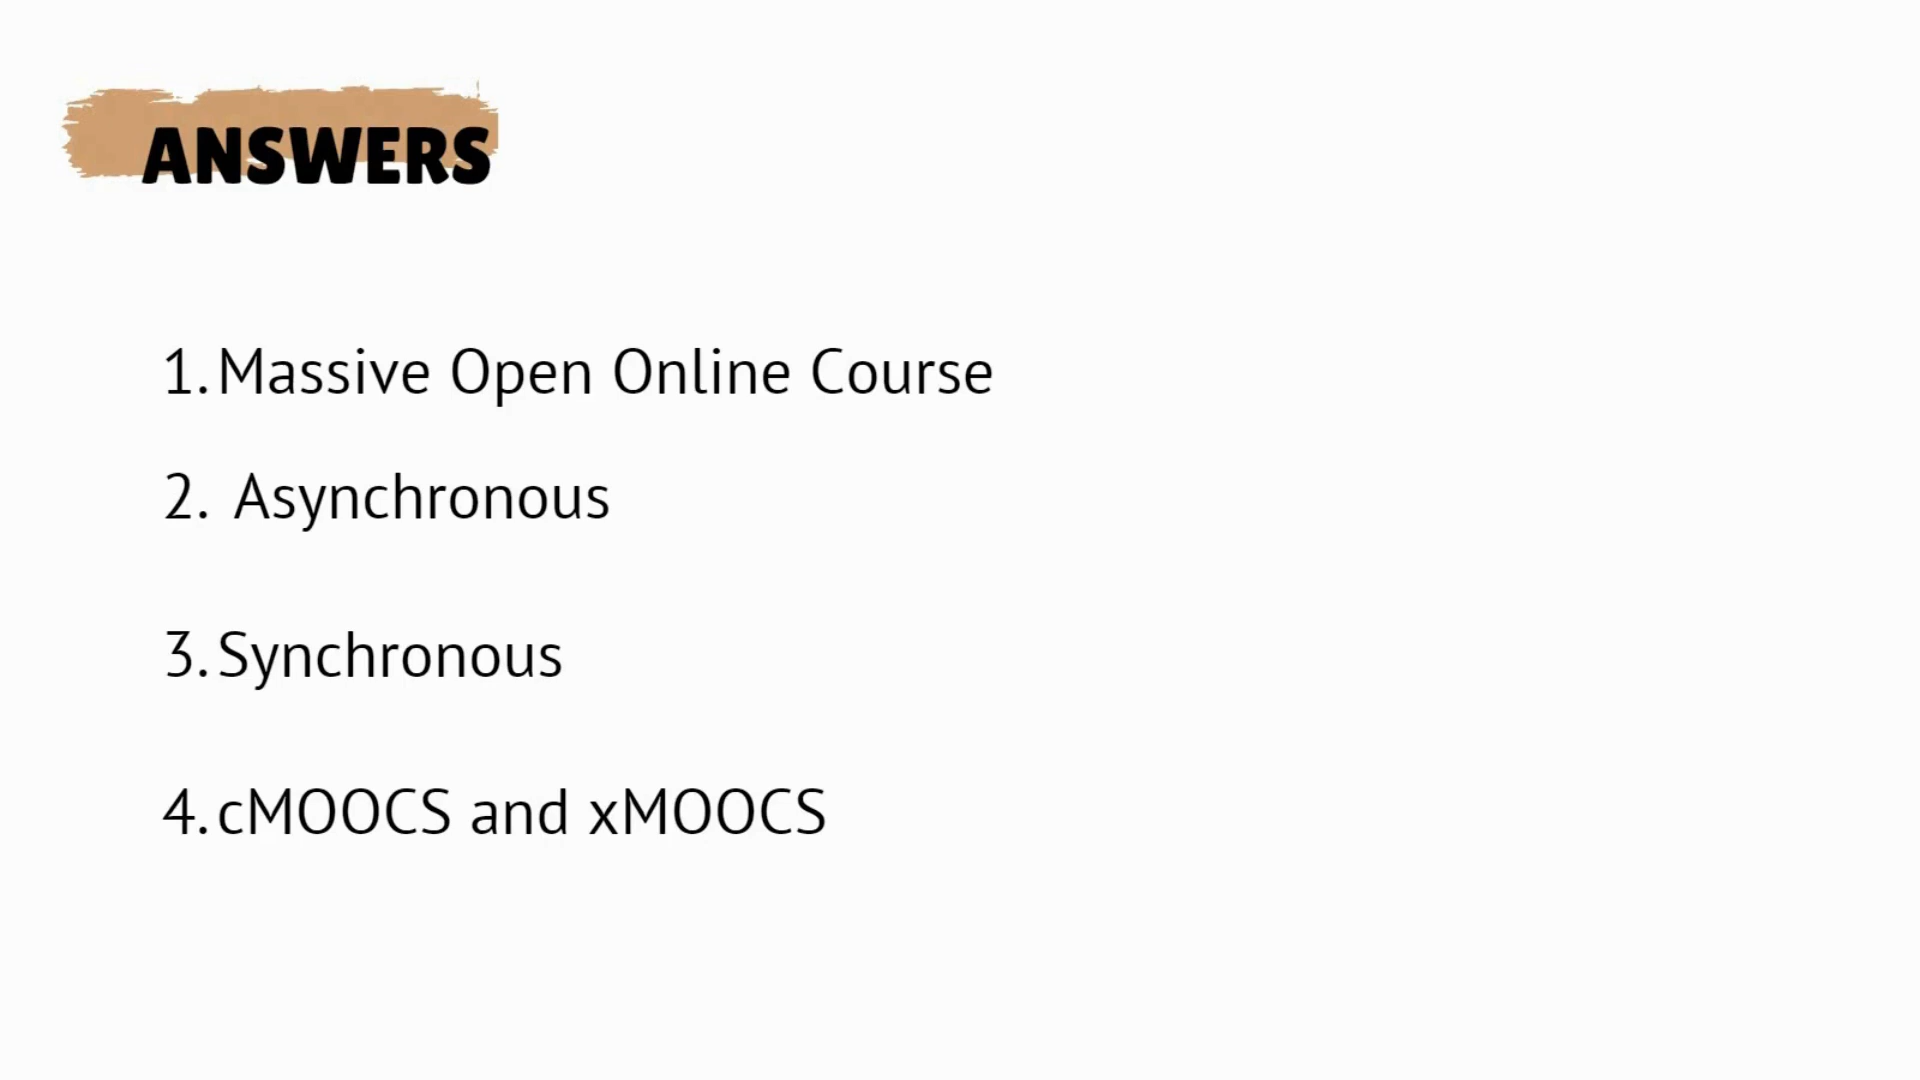 ANSWERS
1. Massive Open Online Course
2. Asynchronous
3. Synchronous
4. cMOOCS and xMOOCS